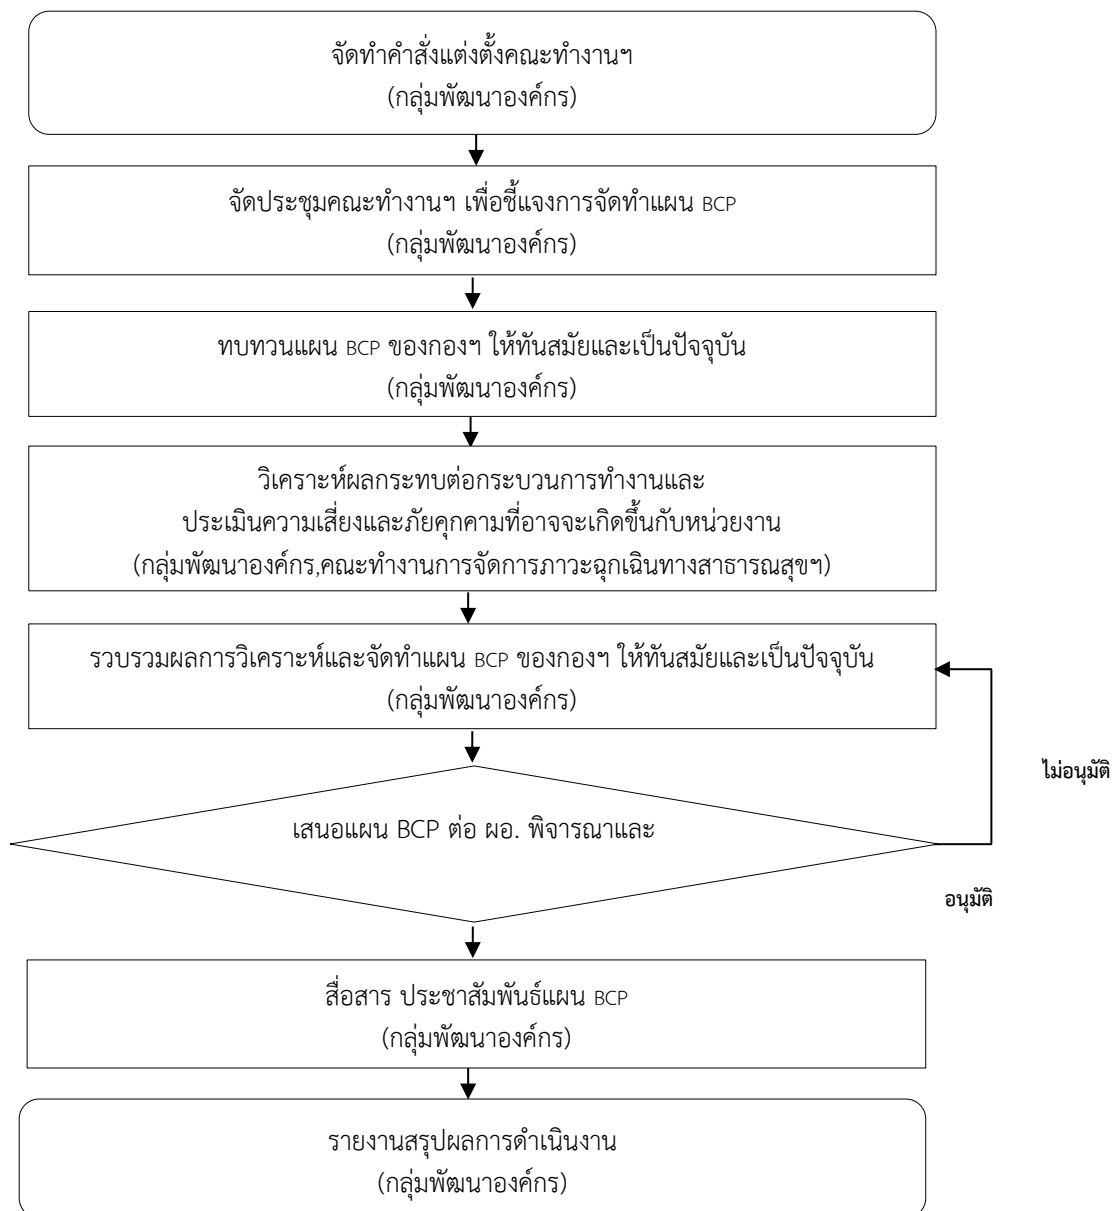 จัดทำคำสั่งแต่งตั้งคณะทำงานฯ
(กลุ่มพัฒนาองค์กร)
จัดประชุมคณะทำงานฯ เพื่อชี้แจงการจัดทำแผน BCP
(กลุ่มพัฒนาองค์กร)
ทบทวนแผน BCP ของกองฯ ให้ทันสมัยและเป็นปัจจุบัน
(กลุ่มพัฒนาองค์กร)
วิเคราะห์ผลกระทบต่อกระบวนการทำงานและ
ประเมินความเสี่ยงและภัยคุกคามที่อาจจะเกิดขึ้นกับหน่วยงาน
(กลุ่มพัฒนาองค์กร,คณะทำงานการจัดการภาวะฉุกเฉินทางสาธารณสุขฯ)
รวบรวมผลการวิเคราะห์และจัดทำแผน BCP ของกองฯ ให้ทันสมัยและเป็นปัจจุบัน
(กลุ่มพัฒนาองค์กร)
ไม่อนุมัติ
เสนอแผน BCP ต่อ ผอ. พิจารณาและ
อนุมัติ
สื่อสาร ประชาสัมพันธ์แผน BCP
(กลุ่มพัฒนาองค์กร)
รายงานสรุปผลการดำเนินงาน
(กลุ่มพัฒนาองค์กร)